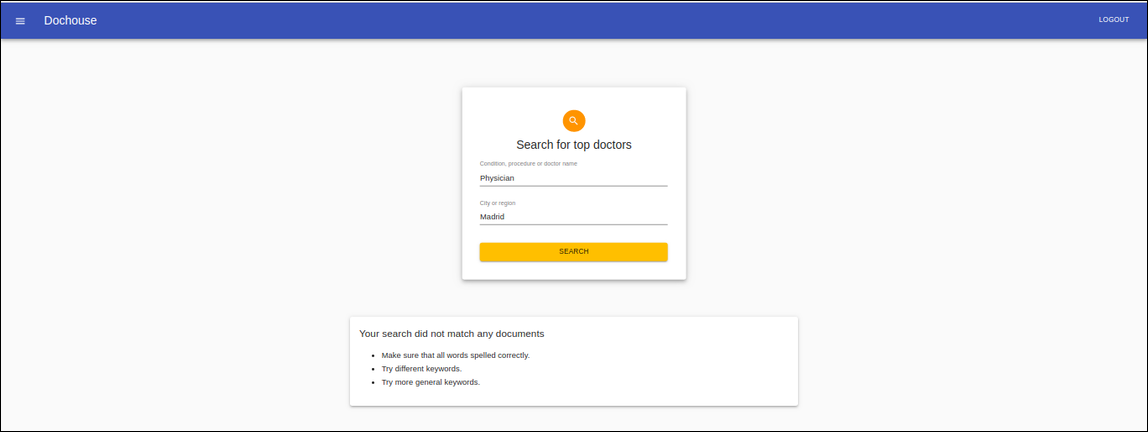 Dochouse
LOGOUT
Search for top doctors
Condition, procedure or doctor name
Physician
City or region
Madrid
SEARCH
Your search did not match any documents
Make sure that all words spelled correctly.
Try different keywords.
Try more general keywords.